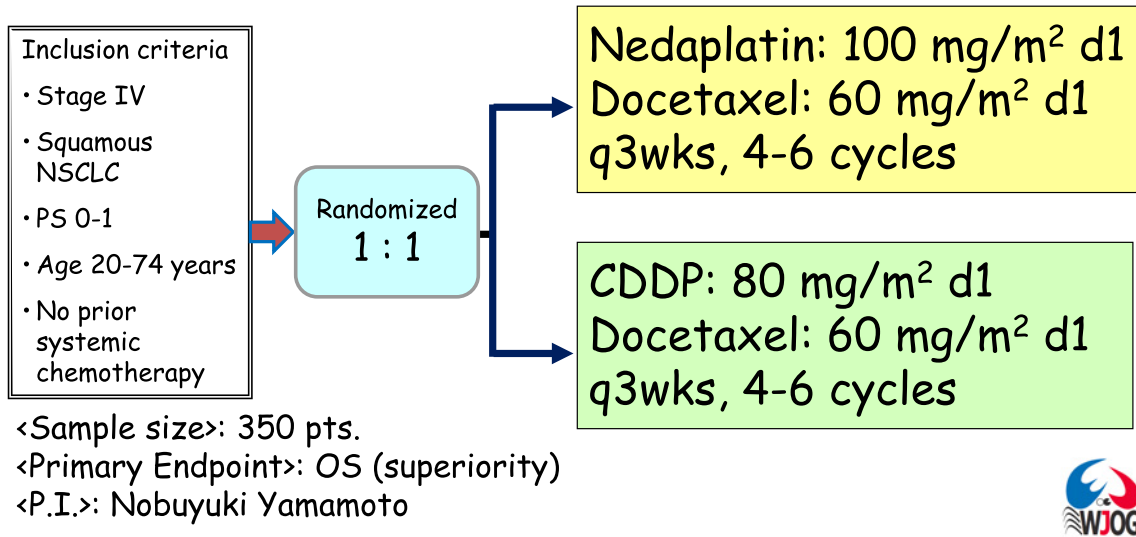 Inclusion criteria
・Stage IV
・Squamous
NSCLC
・PS 0-1
・Age 20-74 years
・No prior
systemic
chemotherapy
Randomized
1 : 1
Nedaplatin: 100 mg/m² d1
Docetaxel: 60 mg/m² d1
q3wks, 4-6 cycles
CDDP: 80 mg/m² d1
Docetaxel: 60 mg/m² d1
q3wks, 4-6 cycles
<Sample size>: 350 pts.
<Primary Endpoint>: OS (superiority)
<P.I.>: Nobuyuki Yamamoto
WJOG